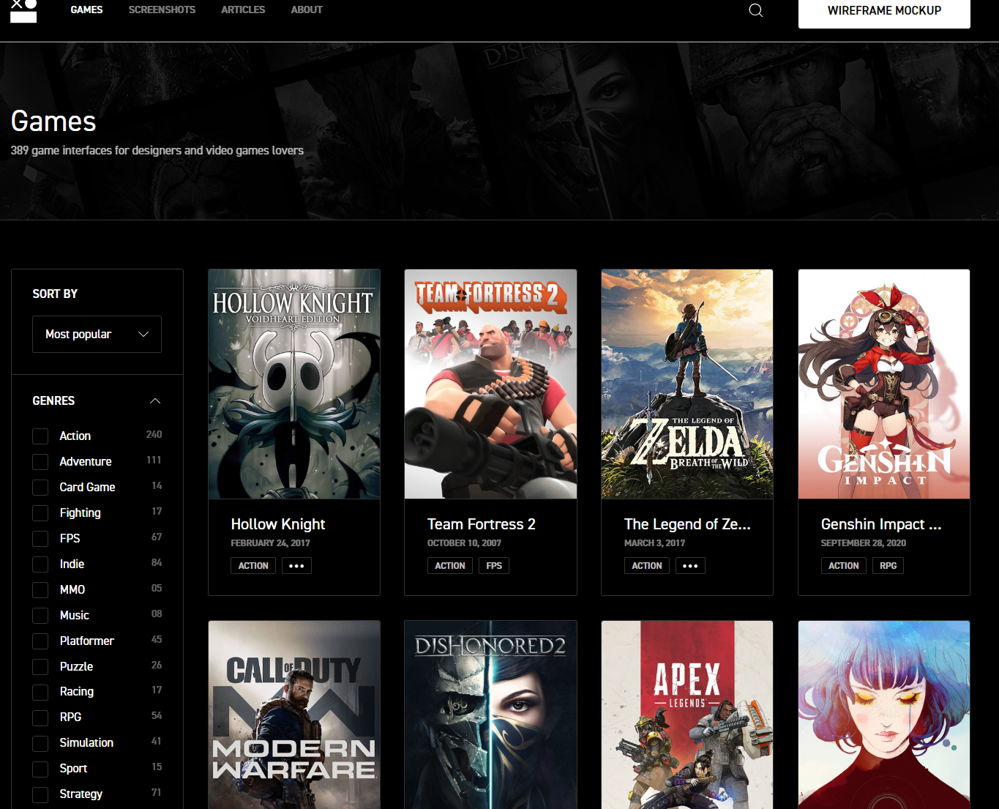 GAMES SCREENSHOTS ARTICLES ABOUT
WIREFRAME MOCKUP
DISHONORED
Games
389 game interfaces for designers and video games lovers
SORT BY
Most popular
GENRES
Action 240
Adventure 111
Card Game 14
Fighting 17
FPS 67
Indie 84
MMO 05
Music 08
Platformer 45
Puzzle 26
Racing 17
RPG 54
Simulation 41
Sport 15
Strategy 71
HOLLOW KNIGHT
VOIDHEART EDITION
Hollow Knight
FEBRUARY 24, 2017
ACTION •••
TEAM FORTRESS 2
Team Fortress 2
OCTOBER 10, 2007
ACTION FPS
THE LEGEND OF
ZELDA
BREATH OF THE WILD
The Legend of Ze...
MARCH 3, 2017
ACTION •••
GENSHIN
IMPACT
Genshin Impact ...
SEPTEMBER 28, 2020
ACTION RPG
CALL OF DUTY
MW
MODERN
WARFARE
DISHONORED 2
APEX
LEGENDS